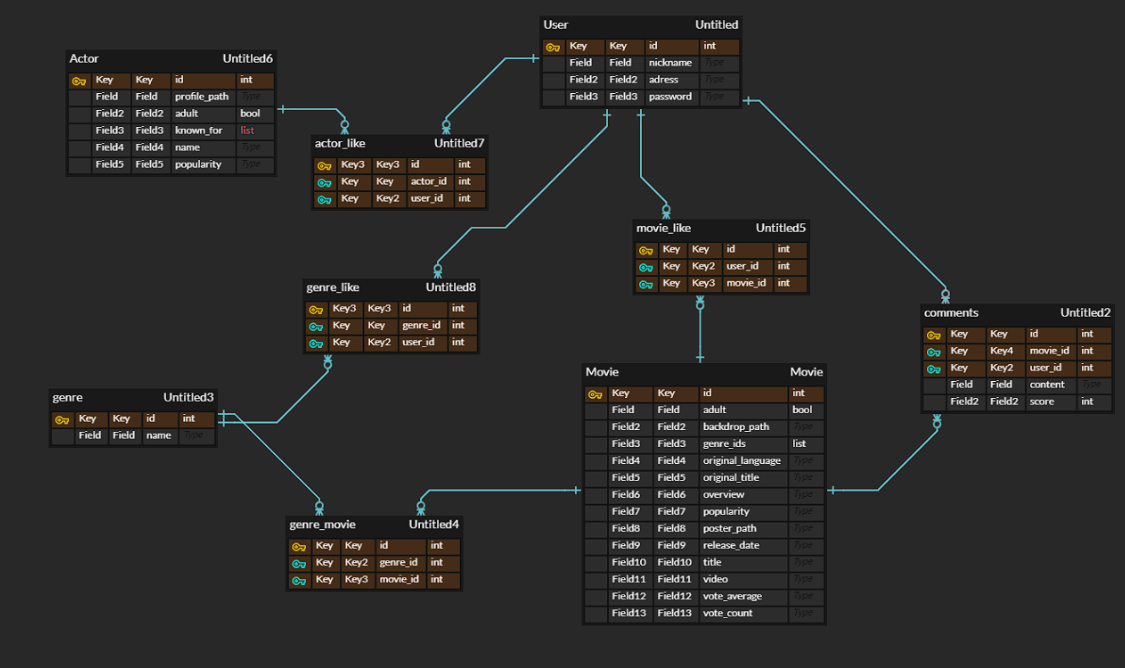 User Untitled
Key Key id int
Field Field nickname Type
Field2 Field2 adress Type
Field3 Field3 password Type
Actor Untitled6
Key Key id int
Field Field profile_path Type
Field2 Field2 adult bool
Field3 Field3 known_for list
Field4 Field4 name Type
Field5 Field5 popularity Type
actor_like Untitled7
Key3 Key3 id int
Key Key actor_id int
Key Key2 user_id int
movie_like Untitled5
Key Key id int
Key Key2 user_id int
Key Key3 movie_id int
genre_like Untitled8
Key3 Key3 id int
Key Key genre_id int
Key Key2 user_id int
comments Untitled2
Key Key id int
Key Key4 movie_id int
Key Key2 user_id int
Field Field content Type
Field2 Field2 score int
genre Untitled3
Key Key id int
Field Field name Type
Movie Movie
Key Key id int
Field Field adult bool
Field2 Field2 backdrop_path Type
Field3 Field3 genre_ids list
Field4 Field4 original_language Type
Field5 Field5 original_title Type
Field6 Field6 overview Type
Field7 Field7 popularity Type
Field8 Field8 poster_path Type
Field9 Field9 release_date Type
Field10 Field10 title Type
Field11 Field11 video Type
Field12 Field12 vote_average Type
Field13 Field13 vote_count Type
genre_movie Untitled4
Key Key id int
Key Key2 genre_id int
Key Key3 movie_id int